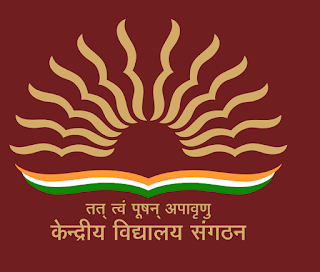 तत् त्वं पूषन् अपावृणु
केन्द्रीय विद्यालय संगठन